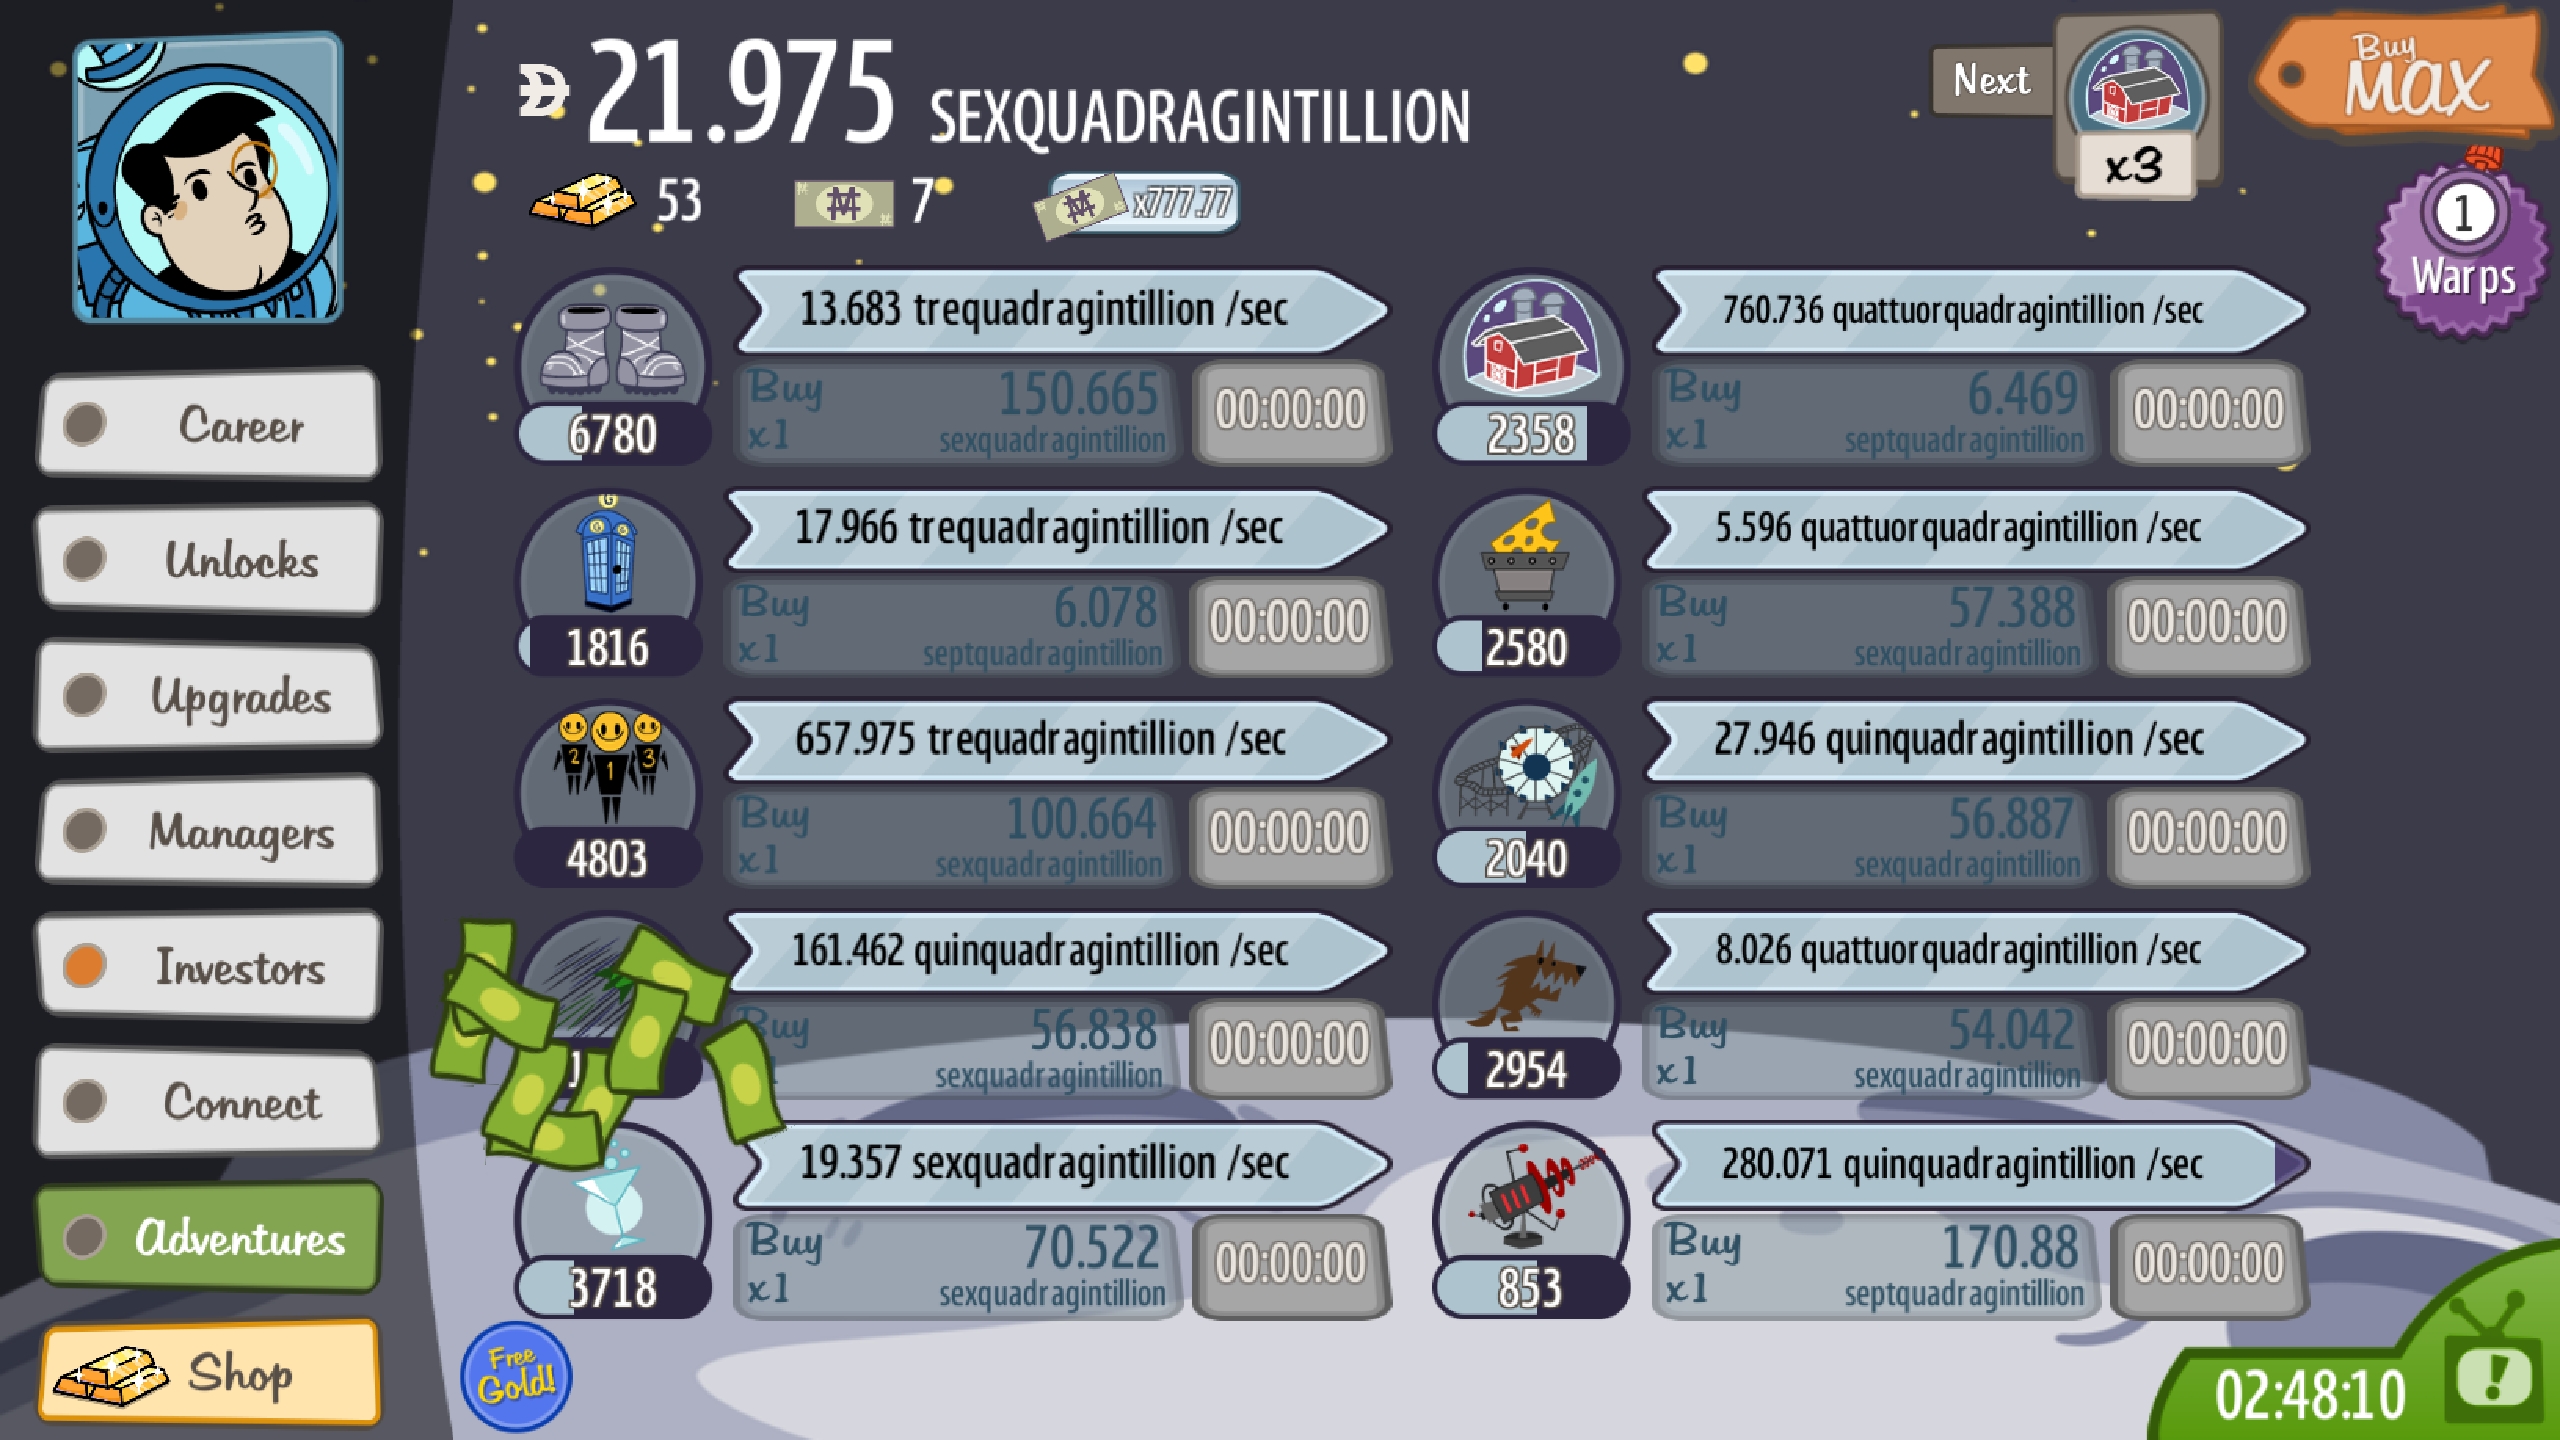 21.975 SEXQUADRAGINTILLION
53
7
x777.77
Next
x3
Buy
MAX
1
Warps
Career
Unlocks
Upgrades
Managers
Investors
Connect
Adventures
Shop
13.683 trequadragintillion /sec
Buy
x1
150.665
sexquadragintillion
00:00:00
6780
760.736 quattuorquadragintillion /sec
Buy
x1
6.469
septquadragintillion
00:00:00
2358
G
17.966 trequadragintillion /sec
Buy
x1
6.078
septquadragintillion
00:00:00
1816
5.596 quattuorquadragintillion /sec
Buy
x1
57.388
sexquadragintillion
00:00:00
2580
2 1 3
657.975 trequadragintillion /sec
Buy
x1
100.664
sexquadragintillion
00:00:00
4803
27.946 quinquadragintillion /sec
Buy
x1
56.887
sexquadragintillion
00:00:00
2040
161.462 quinquadragintillion /sec
Buy
56.838
sexquadragintillion
00:00:00
8.026 quattuorquadragintillion /sec
Buy
x1
54.042
sexquadragintillion
00:00:00
2954
19.357 sexquadragintillion /sec
Buy
x1
70.522
sexquadragintillion
00:00:00
3718
280.071 quinquadragintillion /sec
Buy
x1
170.88
septquadragintillion
00:00:00
853
Free
Gold!
02:48:10
!